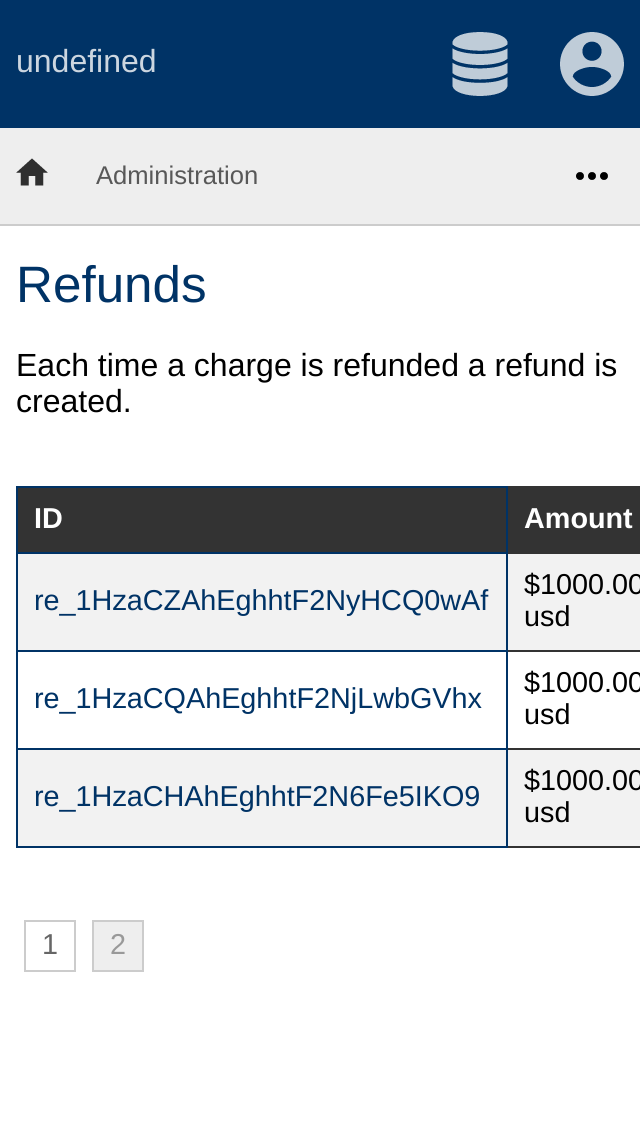 undefined
Administration
Refunds
Each time a charge is refunded a refund is
created.
ID Amount
re_1HzaCZAhEghhtF2NyHCQ0wAf $1000.00
usd
re_1HzaCQAhEghhtF2NjLwbGVhx $1000.00
usd
re_1HzaCHAhEghhtF2N6Fe5IKO9 $1000.00
usd
1 2